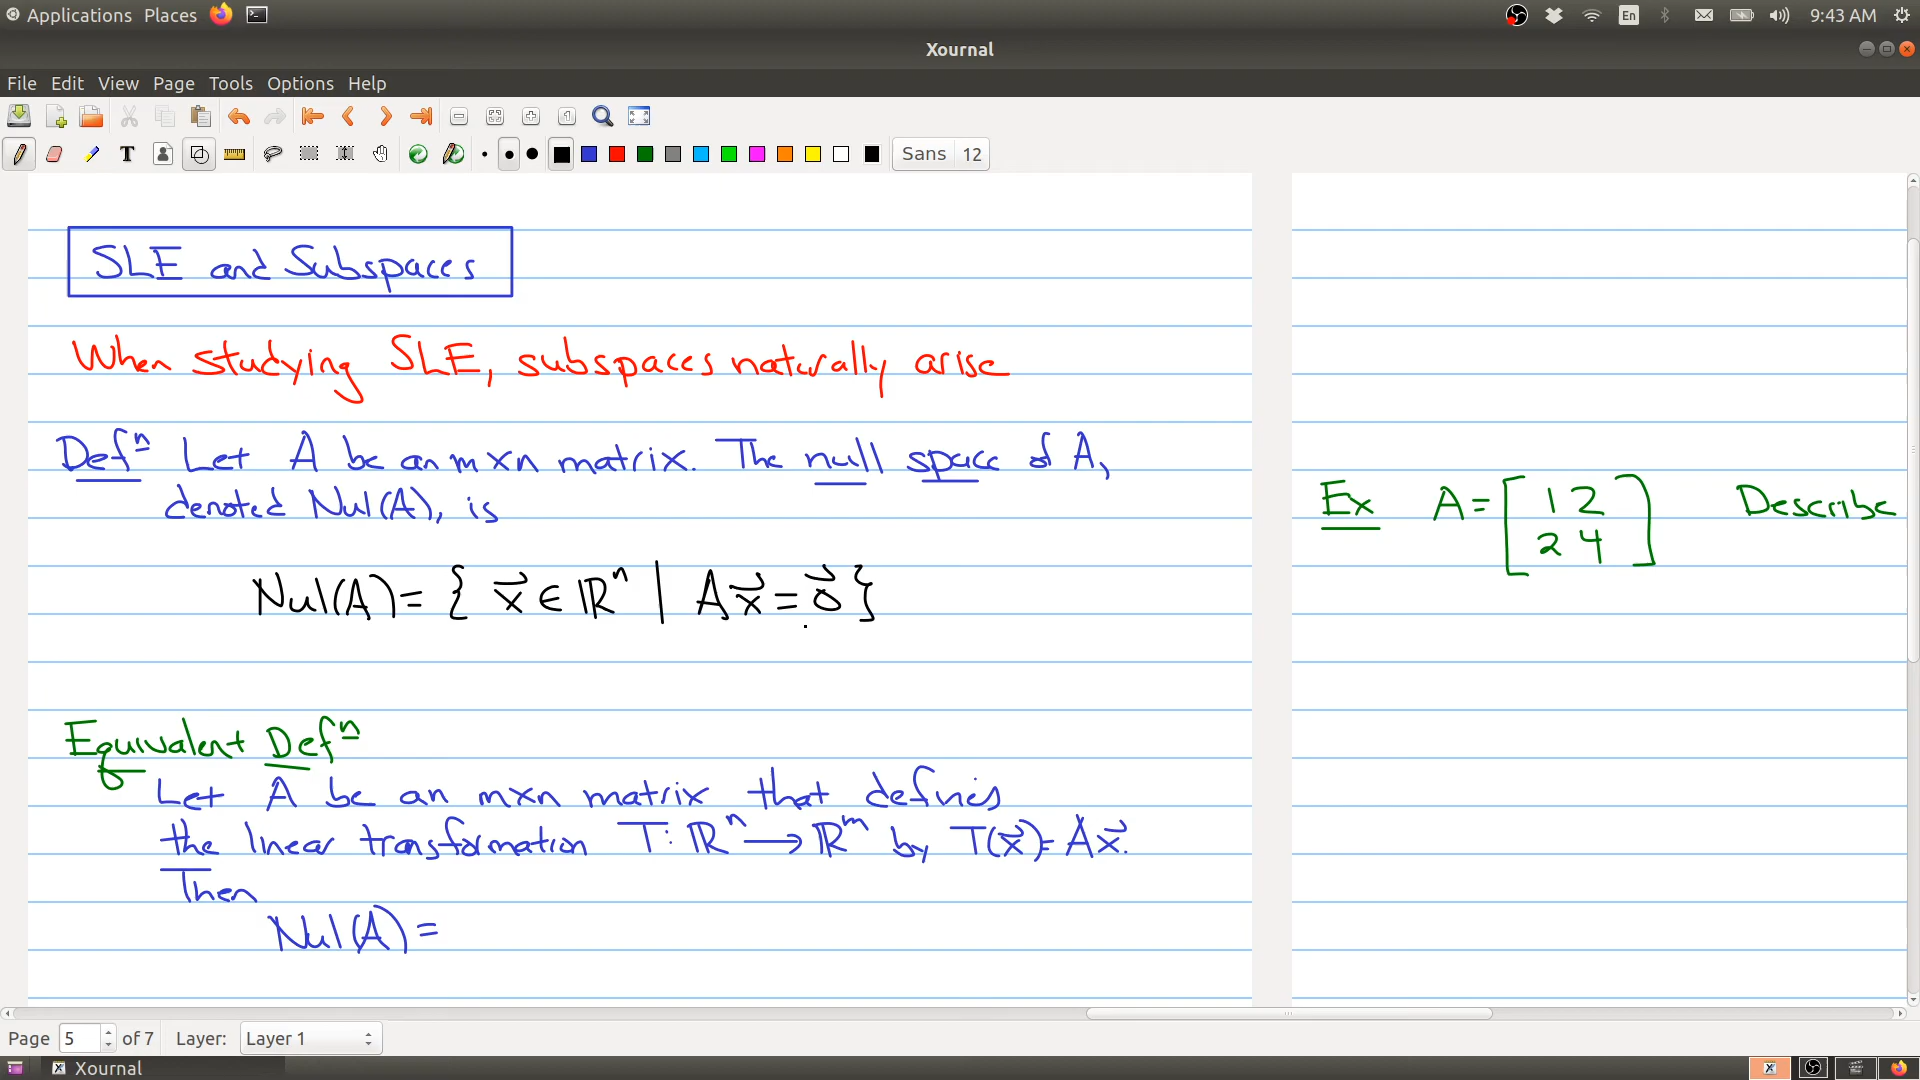 Applications Places En 9:43 AM
Xournal
File Edit View Page Tools Options Help
Sans 12
SLE and Subspaces
When studying SLE, subspaces naturally arise
Defⁿ Let A be an mxn matrix. The null space of A,
denoted Nul(A), is
Nul(A) = { x⃗ ∈ ℝⁿ | Ax⃗ = 0⃗ }
Equivalent Defⁿ
Let A be an mxn matrix that defines
the linear transformation T: ℝⁿ → ℝᵐ by T(x⃗) = Ax⃗.
Then
Nul(A) =
Ex A = [ 1 2 Describe
2 4 ]
Page 5 of 7 Layer: Layer 1
Xournal